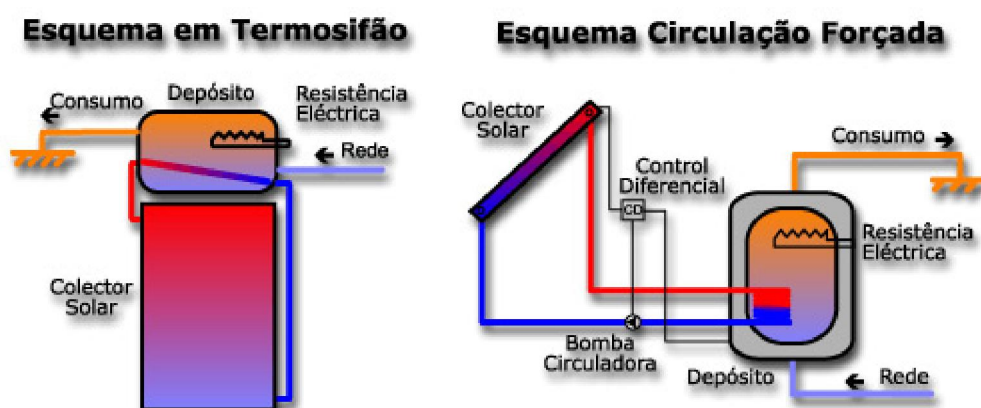 Esquema em Termosifão
Consumo
Depósito
Resistência
Eléctrica
Rede
Colector
Solar
Esquema Circulação Forçada
Colector
Solar
Control
Diferencial
CD
Consumo
Resistência
Eléctrica
Bomba
Circuladora
Depósito
Rede